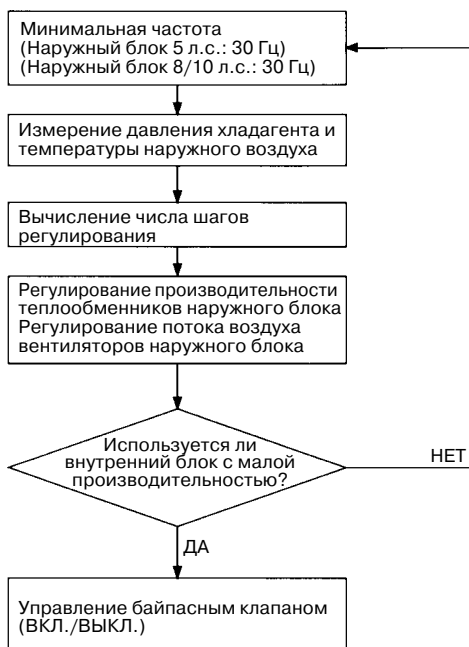 Минимальная частота
(Наружный блок 5 л.с.: 30 Гц)
(Наружный блок 8/10 л.с.: 30 Гц)
Измерение давления хладагента и
температуры наружного воздуха
Вычисление числа шагов
регулирования
Регулирование производительности
теплообменников наружного блока
Регулирование потока воздуха
вентиляторов наружного блока
Используется ли
внутренний блок с малой
производительностью?
НЕТ
ДА
Управление байпасным клапаном
(ВКЛ./ВЫКЛ.)